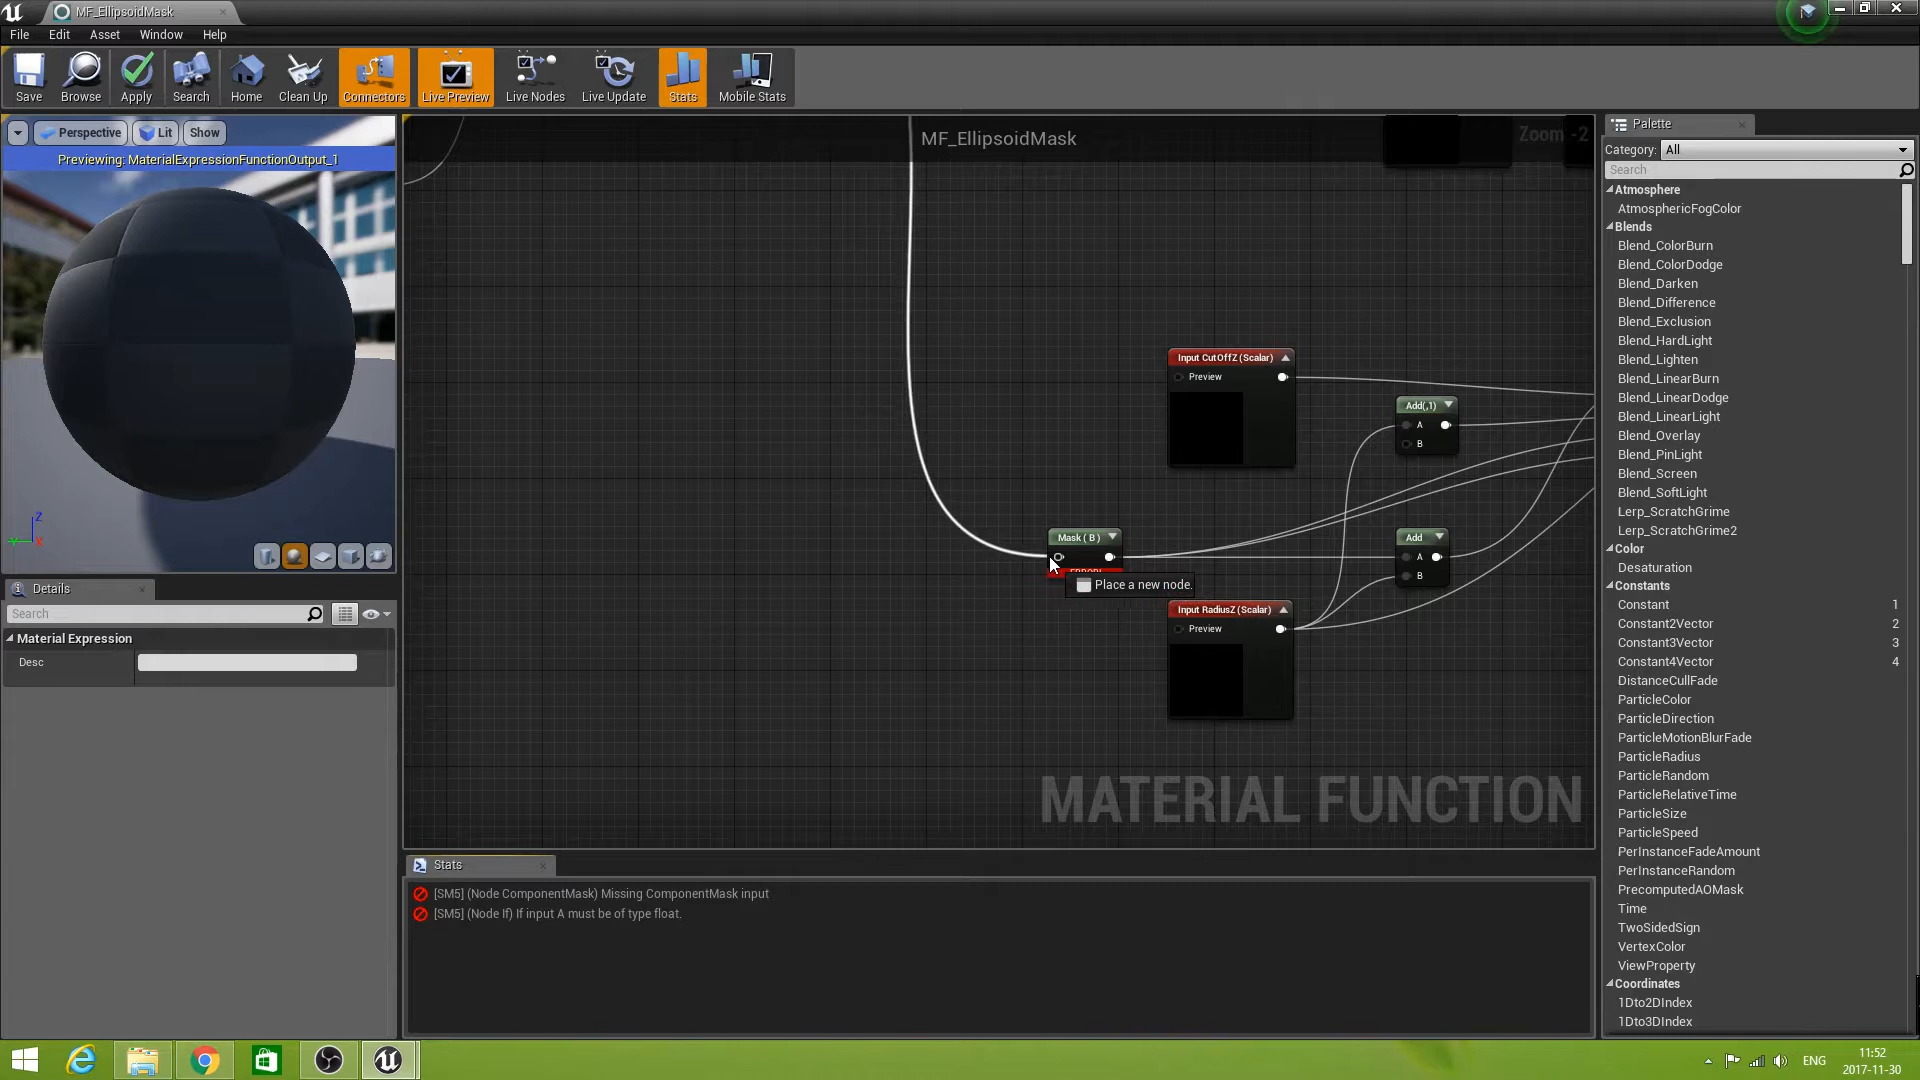 MF_EllipsoidMask
File Edit Asset Window Help
Save Browse Apply Search Home Clean Up Connectors Live Preview Live Nodes Live Update Stats Mobile Stats
Perspective Lit Show
Previewing: MaterialExpressionFunctionOutput_1
Z
Y
X
Details
Search
Material Expression
Desc
MF_EllipsoidMask
Zoom -2
Input CutOffZ (Scalar)
Preview
Add(,1)
A
B
Mask ( B )
ERROR!
Place a new node.
Add
A
B
Input RadiusZ (Scalar)
Preview
MATERIAL FUNCTION
Stats
[SM5] (Node ComponentMask) Missing ComponentMask input
[SM5] (Node If) If input A must be of type float.
Palette
Category: All
Search
Atmosphere
AtmosphericFogColor
Blends
Blend_ColorBurn
Blend_ColorDodge
Blend_Darken
Blend_Difference
Blend_Exclusion
Blend_HardLight
Blend_Lighten
Blend_LinearBurn
Blend_LinearDodge
Blend_LinearLight
Blend_Overlay
Blend_PinLight
Blend_Screen
Blend_SoftLight
Lerp_ScratchGrime
Lerp_ScratchGrime2
Color
Desaturation
Constants
Constant 1
Constant2Vector 2
Constant3Vector 3
Constant4Vector 4
DistanceCullFade
ParticleColor
ParticleDirection
ParticleMotionBlurFade
ParticleRadius
ParticleRandom
ParticleRelativeTime
ParticleSize
ParticleSpeed
PerInstanceFadeAmount
PerInstanceRandom
PrecomputedAOMask
Time
TwoSidedSign
VertexColor
ViewProperty
Coordinates
1Dto2DIndex
1Dto3DIndex
ENG
11:52
2017-11-30